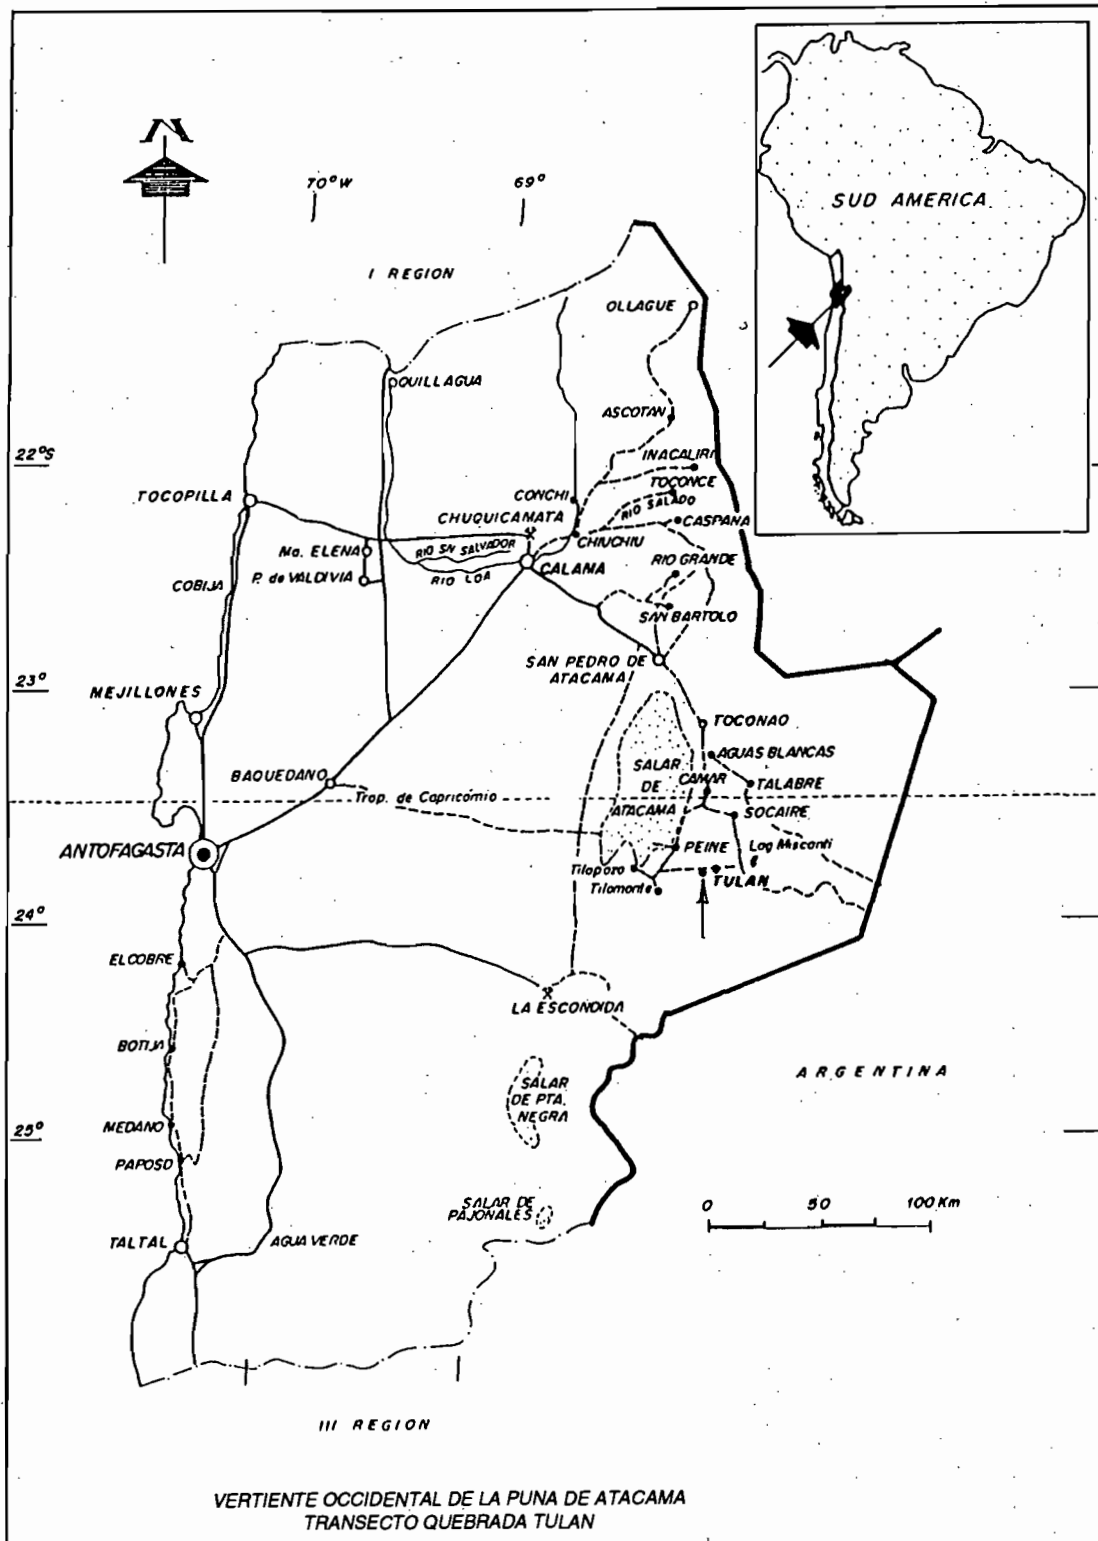 N
70°W
69°
SUD AMERICA
I REGION
OLLAGUE
QUILLAGUA
ASCOTAN
22°S
INACALIRI
TOCONCE
TOCOPILLA
CONCHI
RIO SALADO
CHUQUICAMATA
CASPANA
Ma. ELENA
RIO SN SALVADOR
CHIUCHIU
RIO GRANDE
P. de VALDIVIA
RIO LOA
CALAMA
COBIJA
SAN BARTOLO
SAN PEDRO DE
ATACAMA
23°
MEJILLONES
TOCONAO
AGUAS BLANCAS
BAQUEDANO
SALAR
DE
ATACAMA
CAMAR
TALABRE
Trop. de Capricornio
SOCAIRE
ANTOFAGASTA
PEINE
Lag Miscanti
Tilopozo
TULAN
Tilomonte
24°
EL COBRE
LA ESCONDIDA
BOTIJA
ARGENTINA
SALAR
DE PTA.
NEGRA
MEDANO
25°
PAPOSO
SALAR DE
PAJONALES
0 50 100 Km
TALTAL
AGUA VERDE
III REGION
VERTIENTE OCCIDENTAL DE LA PUNA DE ATACAMA
TRANSECTO QUEBRADA TULAN